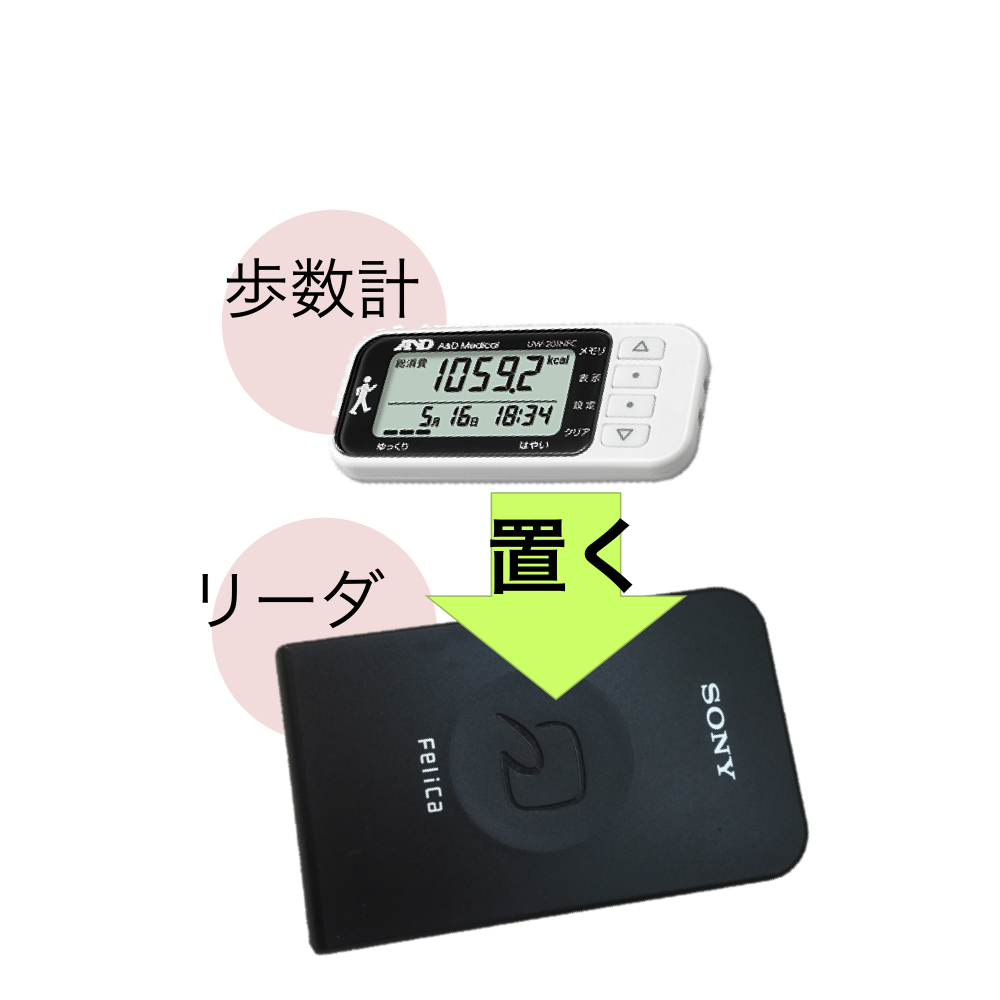 歩数計
AND A&D Medical UW-201NFC
総消費 1059.2 kcal
5月 16日 18:34
ゆっくり はやい
メモリ
表示
設定
クリア
置く
リーダ
SONY
FeliCa